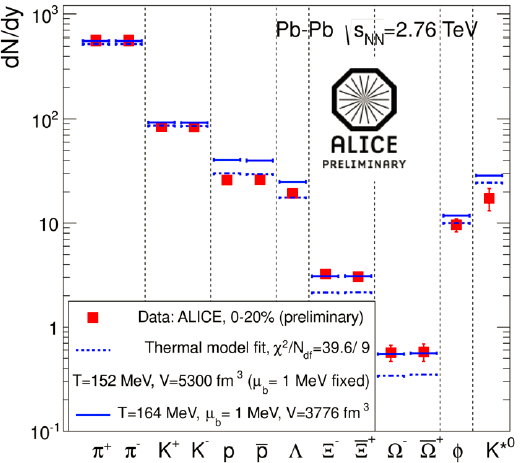 dN/dy
10³
10²
10
1
10⁻¹
Pb-Pb √sNN=2.76 TeV
ALICE
PRELIMINARY
Data: ALICE, 0-20% (preliminary)
Thermal model fit, χ²/Ndf=39.6/ 9
T=152 MeV, V=5300 fm³ (μb= 1 MeV fixed)
T=164 MeV, μb= 1 MeV, V=3776 fm³
π⁺ π⁻ K⁺ K⁻ p p̅ Λ Ξ⁻ Ξ̅⁺ Ω⁻ Ω̅⁺ ϕ K*⁰